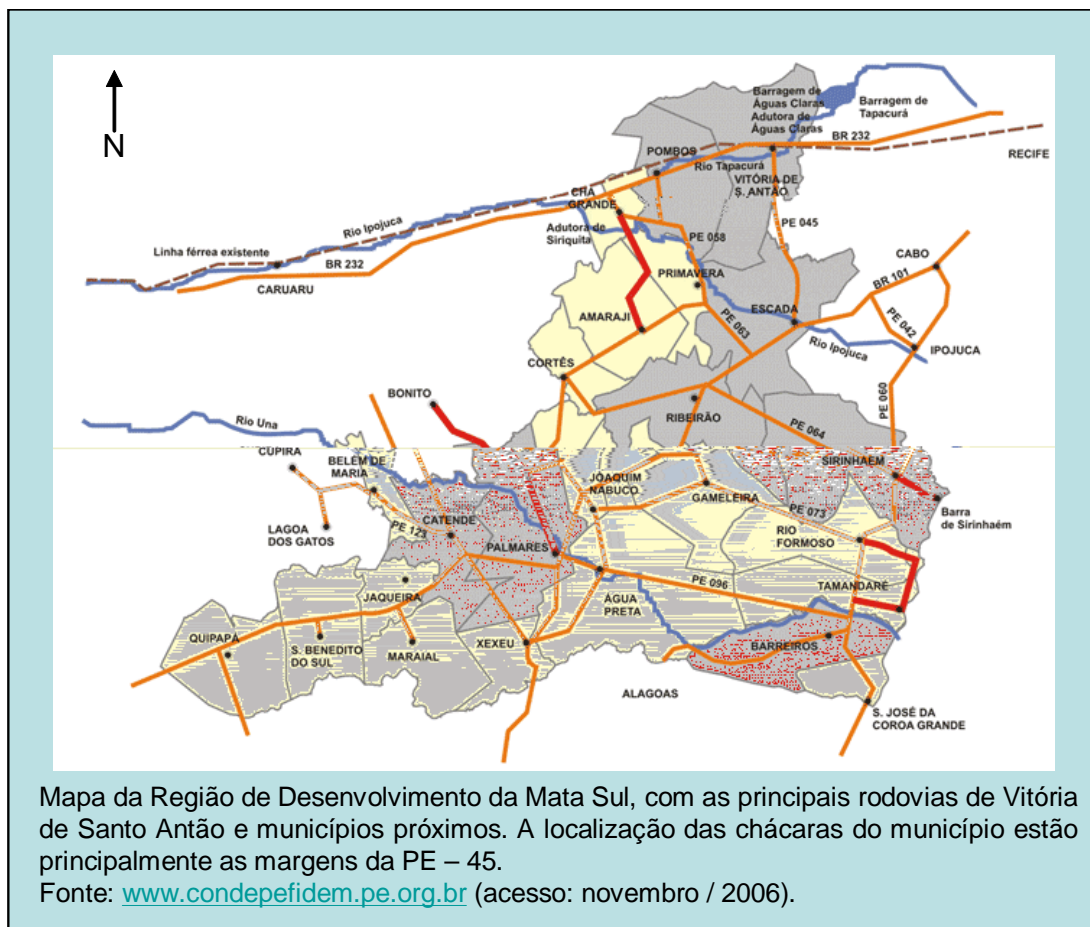 N
Barragem de
Águas Claras
Adutora de
Águas Claras
Barragem de
Tapacurá
BR 232
RECIFE
POMBOS
Rio Tapacurá
VITÓRIA DE
S. ANTÃO
CHÃ
GRANDE
Rio Ipojuca
Adutora de
Siriquita
PE 058
PE 045
Linha férrea existente
BR 232
CARUARU
CABO
BR 101
PRIMAVERA
ESCADA
PE 042
AMARAJI
PE 063
Rio Ipojuca
IPOJUCA
CORTÊS
PE 060
BONITO
Rio Una
RIBEIRÃO
PE 064
CUPIRA
BELÉM DE
MARIA
SIRINHAÉM
JOAQUIM
NABUCO
GAMELEIRA
Barra
de Sirinhaém
LAGOA
DOS GATOS
PE 123
CATENDE
PE 073
RIO
FORMOSO
PALMARES
PE 096
TAMANDARÉ
JAQUEIRA
ÁGUA
PRETA
QUIPAPÁ
S. BENEDITO
DO SUL
MARAIAL
XEXEU
BARREIROS
ALAGOAS
S. JOSÉ DA
COROA GRANDE
Mapa da Região de Desenvolvimento da Mata Sul, com as principais rodovias de Vitória
de Santo Antão e municípios próximos. A localização das chácaras do município estão
principalmente as margens da PE – 45.
Fonte: www.condepefidem.pe.org.br (acesso: novembro / 2006).